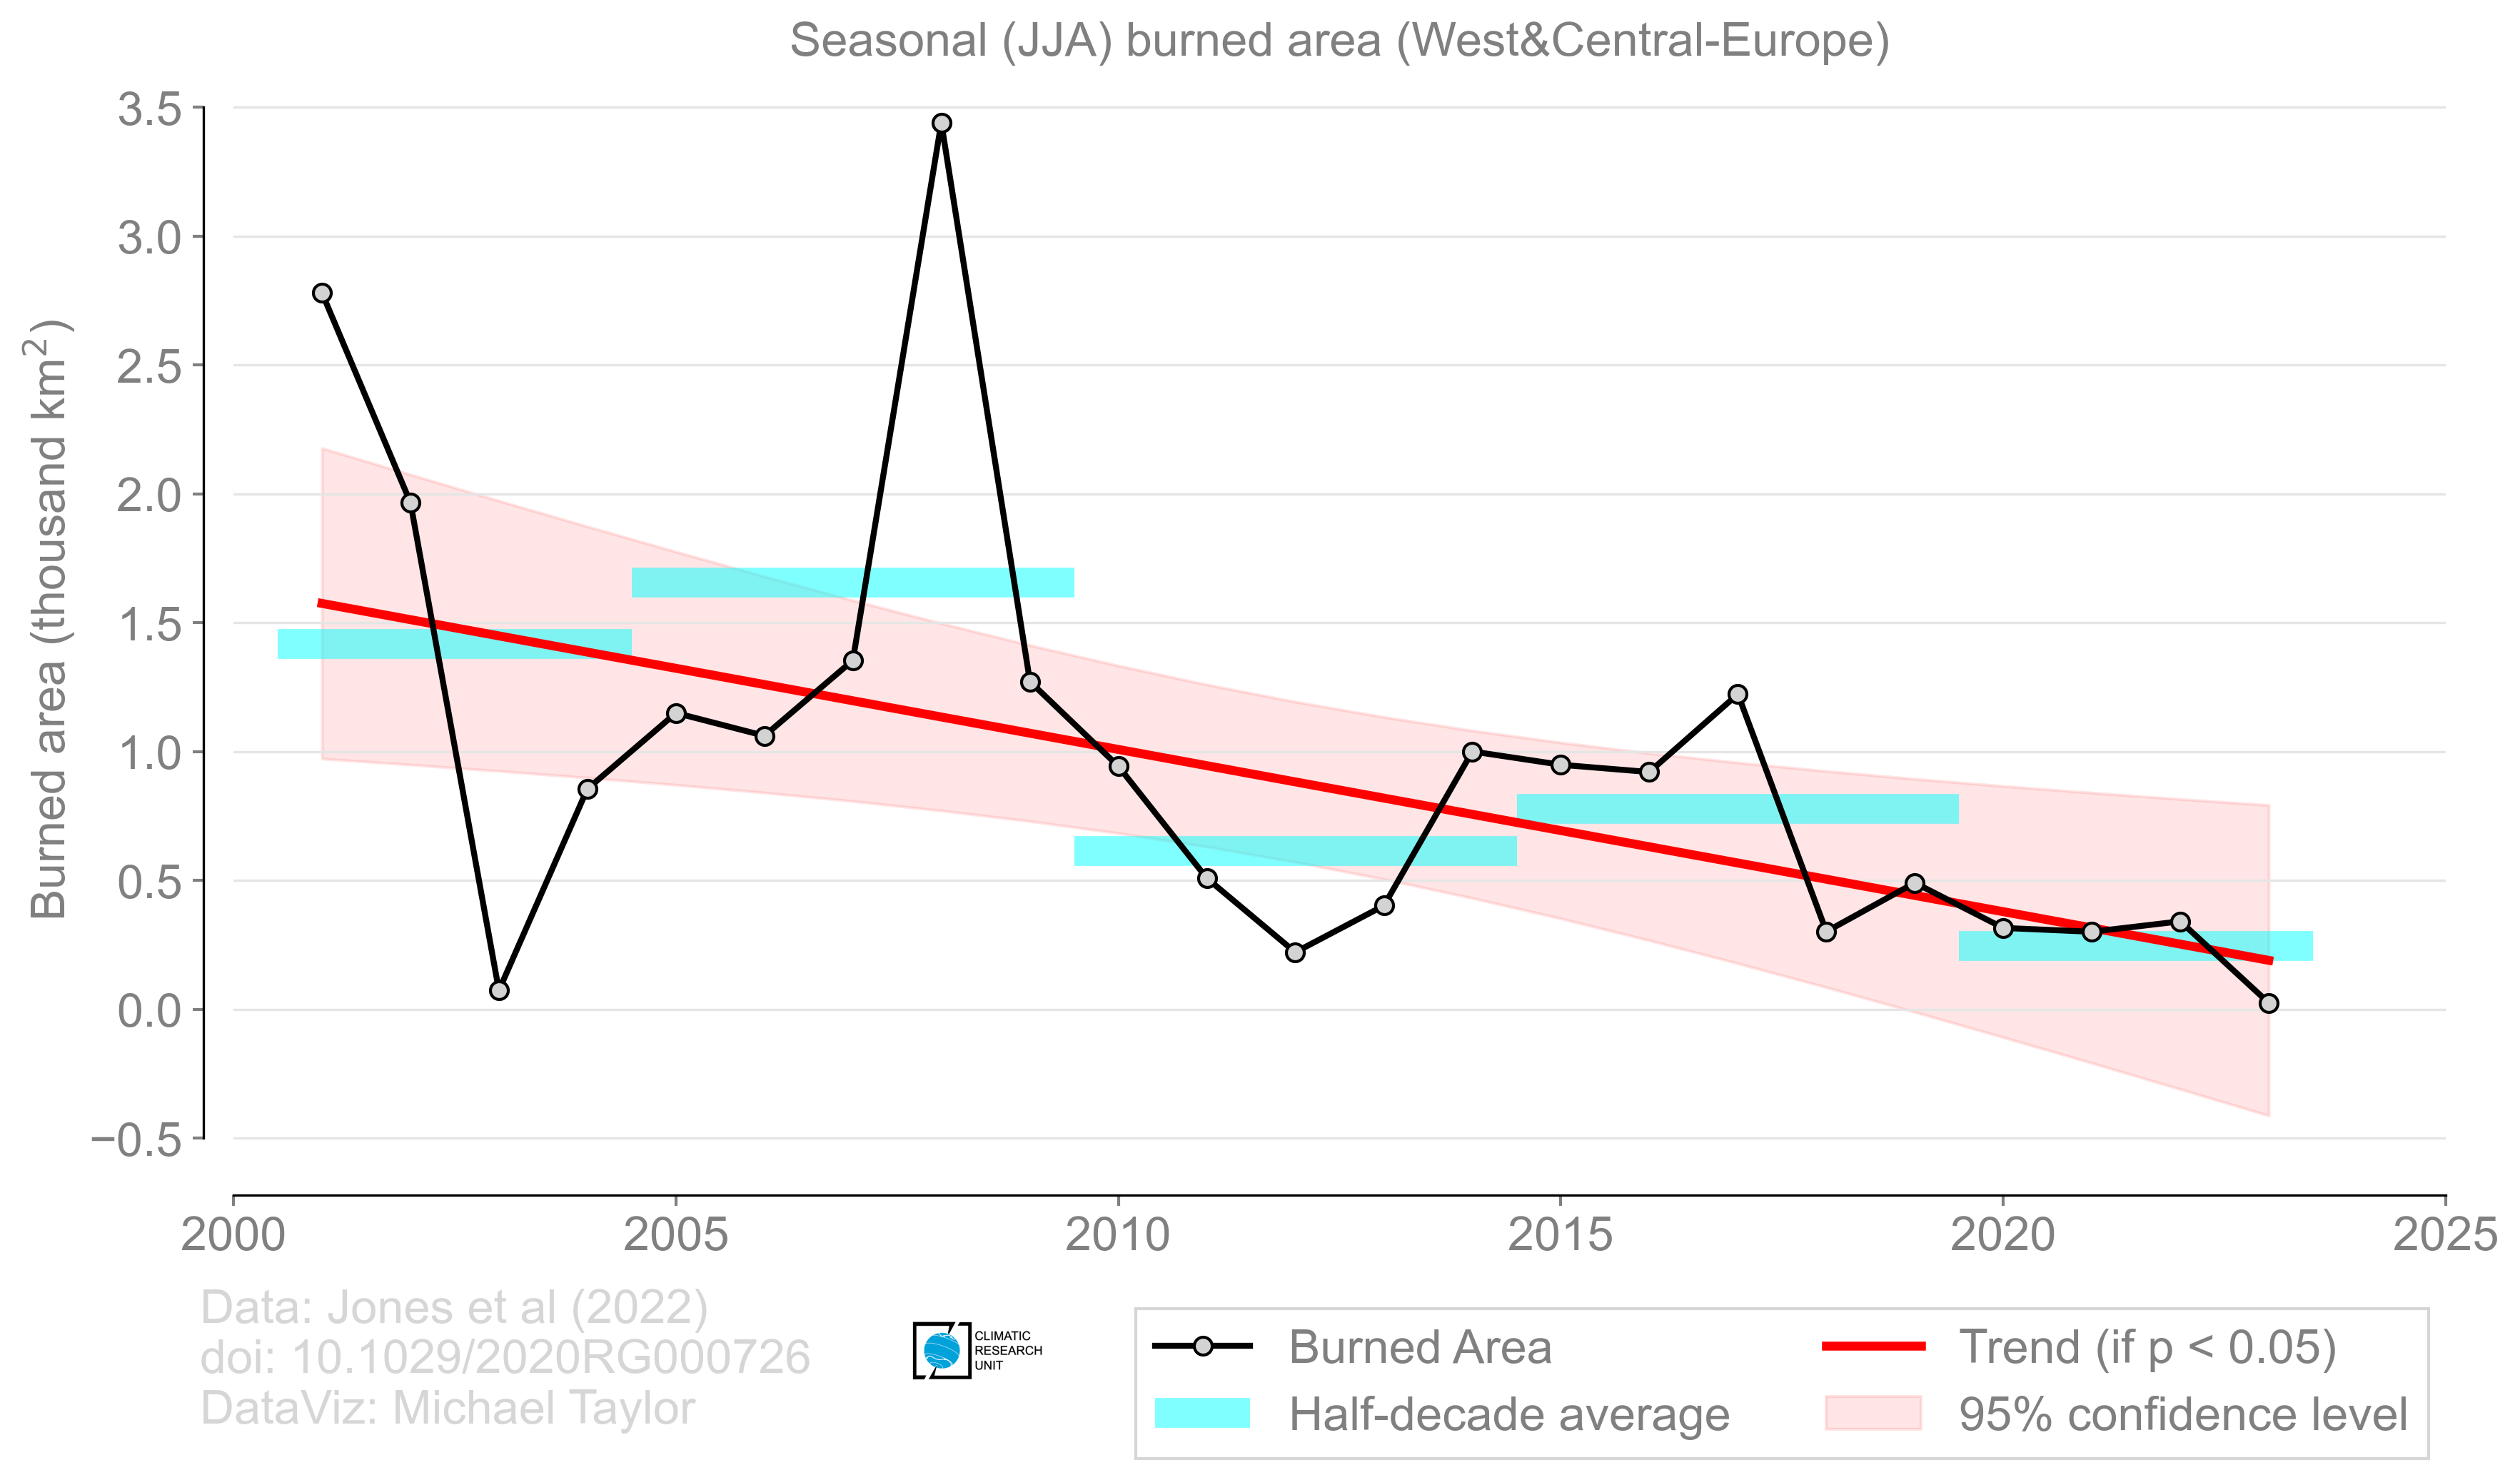 Seasonal (JJA) burned area (West&Central-Europe)
Burned area (thousand km²)
3.5
3.0
2.5
2.0
1.5
1.0
0.5
0.0
−0.5
2000
2005
2010
2015
2020
2025
Data: Jones et al (2022)
doi: 10.1029/2020RG000726
DataViz: Michael Taylor
CLIMATIC
RESEARCH
UNIT
Burned Area
Half-decade average
Trend (if p < 0.05)
95% confidence level